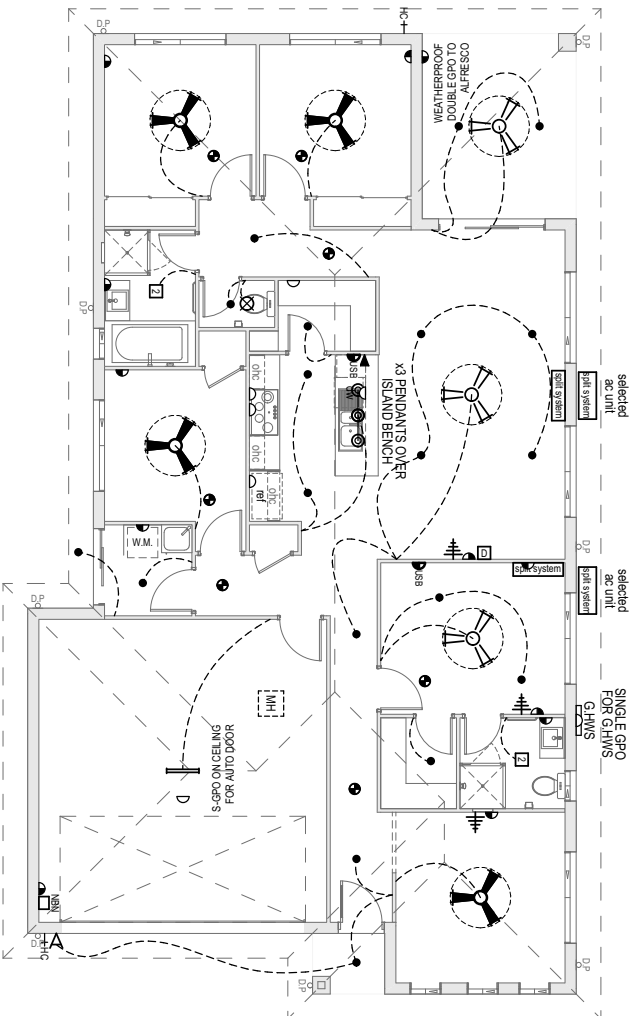 D.P
HC
D.P
WEATHERPROOF
DOUBLE GPO TO
ALFRESCO
2
D.P
USB
DW
x3 PENDANTS OVER
ISLAND BENCH
ohc
ohc
ohc
ref
split system
split system
selected
ac unit
W.M.
D
D.P
USB
split system
split system
selected
ac unit
D.P
MH
S-GPO ON CEILING
FOR AUTO DOOR
2
G.HWS
SINGLE GPO
FOR G.HWS
NBN
D.P
HC
D.P
D.P